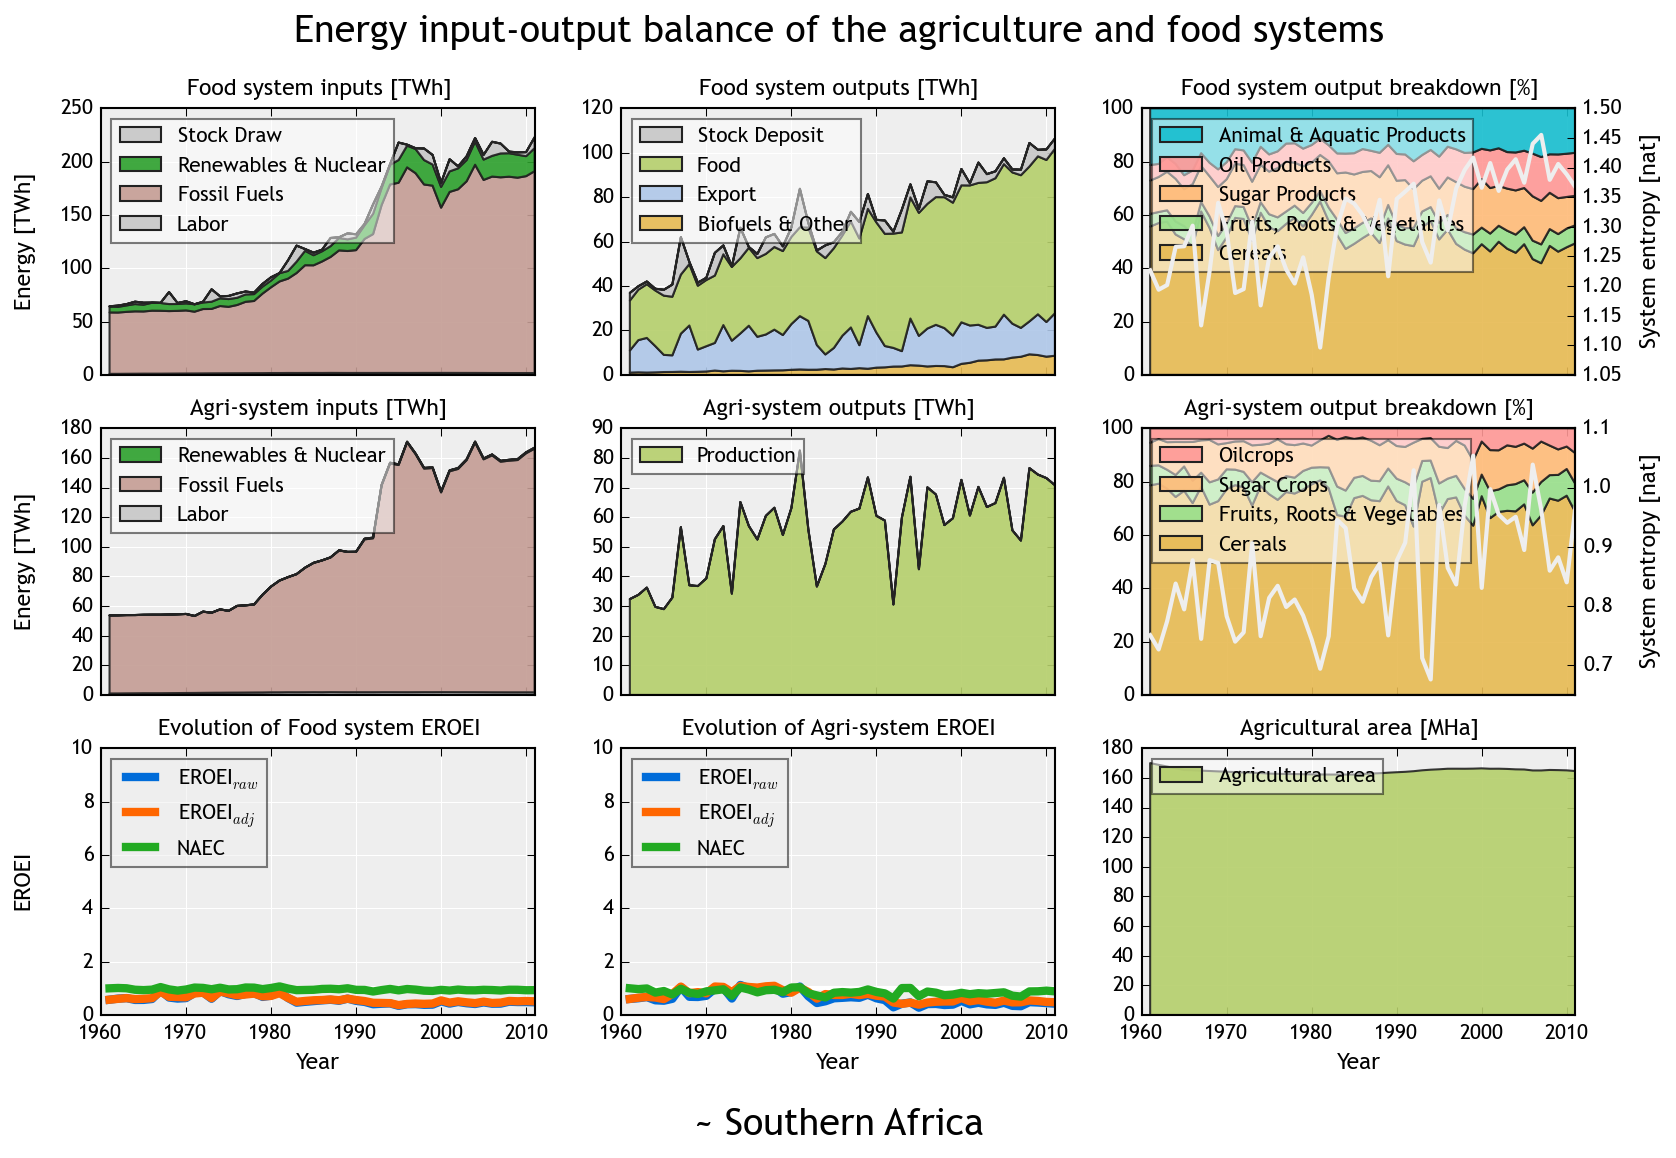 Energy input-output balance of the agriculture and food systems
Food system inputs [TWh]
Energy [TWh]
250
200
150
100
50
0
Stock Draw
Renewables & Nuclear
Fossil Fuels
Labor
Food system outputs [TWh]
120
100
80
60
40
20
0
Stock Deposit
Food
Export
Biofuels & Other
Food system output breakdown [%]
100
80
60
40
20
0
Animal & Aquatic Products
Oil Products
Sugar Products
Fruits, Roots & Vegetables
Cereals
1.50
1.45
1.40
1.35
1.30
1.25
1.20
1.15
1.10
1.05
System entropy [nat]
Agri-system inputs [TWh]
Energy [TWh]
180
160
140
120
100
80
60
40
20
0
Renewables & Nuclear
Fossil Fuels
Labor
Agri-system outputs [TWh]
90
80
70
60
50
40
30
20
10
0
Production
Agri-system output breakdown [%]
100
80
60
40
20
0
Oilcrops
Sugar Crops
Fruits, Roots & Vegetables
Cereals
1.1
1.0
0.9
0.8
0.7
System entropy [nat]
Evolution of Food system EROEI
EROEI
10
8
6
4
2
0
EROEI raw
EROEI adj
NAEC
1960 1970 1980 1990 2000 2010
Year
Evolution of Agri-system EROEI
10
8
6
4
2
0
EROEI raw
EROEI adj
NAEC
1960 1970 1980 1990 2000 2010
Year
Agricultural area [MHa]
180
160
140
120
100
80
60
40
20
0
Agricultural area
1960 1970 1980 1990 2000 2010
Year
~ Southern Africa